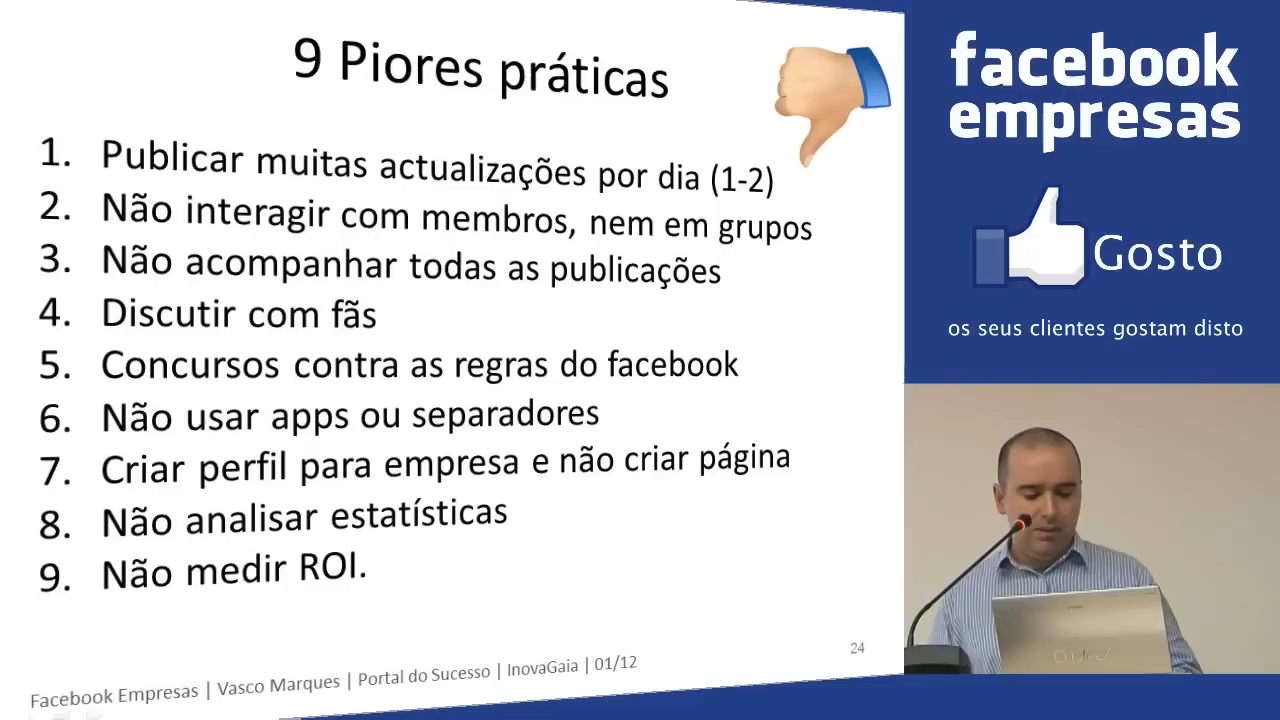 9 Piores práticas
1. Publicar muitas actualizações por dia (1-2)
2. Não interagir com membros, nem em grupos
3. Não acompanhar todas as publicações
4. Discutir com fãs
5. Concursos contra as regras do facebook
6. Não usar apps ou separadores
7. Criar perfil para empresa e não criar página
8. Não analisar estatísticas
9. Não medir ROI.
24
Facebook Empresas | Vasco Marques | Portal do Sucesso | InovaGaia | 01/12
facebook
empresas
Gosto
os seus clientes gostam disto
VAIO